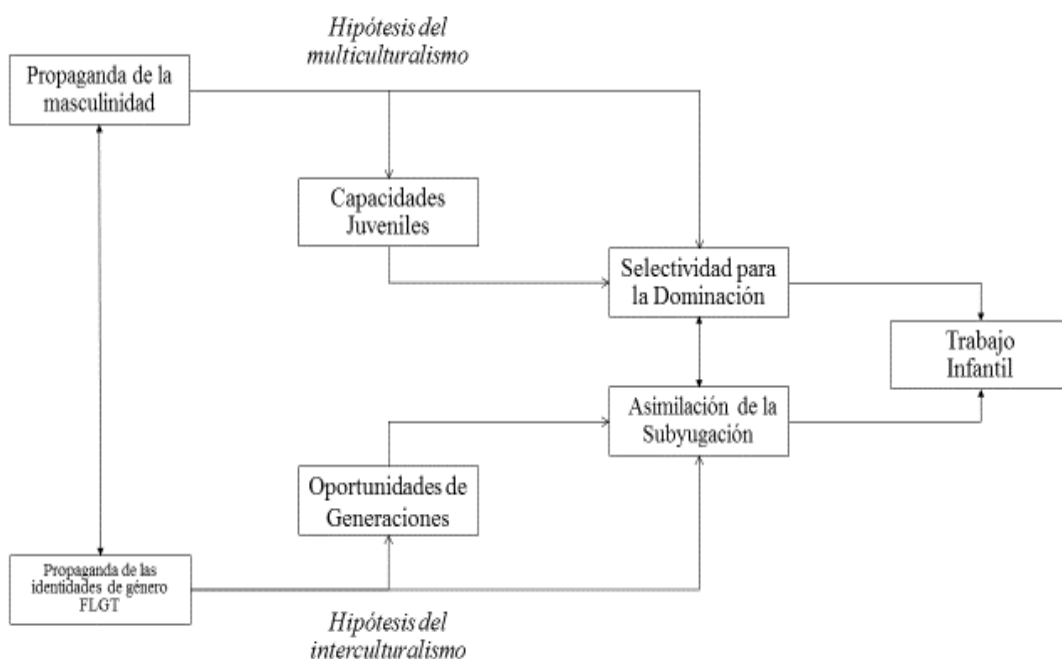 Hipótesis del
multiculturalismo
Propaganda de la
masculinidad
Capacidades
Juveniles
Selectividad para
la Dominación
Trabajo
Infantil
Asimilación de la
Subyugación
Oportunidades de
Generaciones
Propaganda de las
identidades de género
FLGT
Hipótesis del
interculturalismo